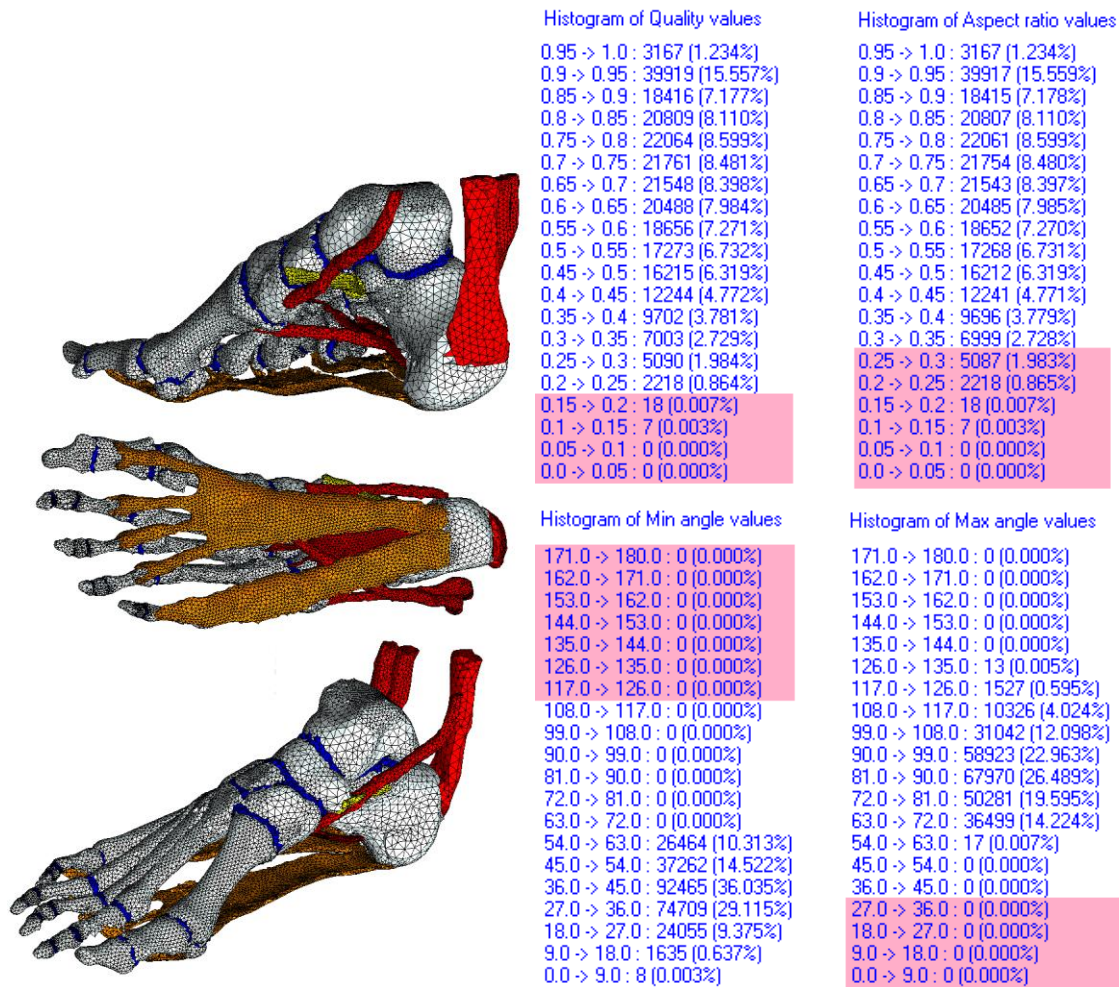 Histogram of Quality values
0.95 -> 1.0 : 3167 (1.234%)
0.9 -> 0.95 : 39919 (15.557%)
0.85 -> 0.9 : 18416 (7.177%)
0.8 -> 0.85 : 20809 (8.110%)
0.75 -> 0.8 : 22064 (8.599%)
0.7 -> 0.75 : 21761 (8.481%)
0.65 -> 0.7 : 21548 (8.398%)
0.6 -> 0.65 : 20488 (7.984%)
0.55 -> 0.6 : 18656 (7.271%)
0.5 -> 0.55 : 17273 (6.732%)
0.45 -> 0.5 : 16215 (6.319%)
0.4 -> 0.45 : 12244 (4.772%)
0.35 -> 0.4 : 9702 (3.781%)
0.3 -> 0.35 : 7003 (2.729%)
0.25 -> 0.3 : 5090 (1.984%)
0.2 -> 0.25 : 2218 (0.864%)
0.15 -> 0.2 : 18 (0.007%)
0.1 -> 0.15 : 7 (0.003%)
0.05 -> 0.1 : 0 (0.000%)
0.0 -> 0.05 : 0 (0.000%)
Histogram of Aspect ratio values
0.95 -> 1.0 : 3167 (1.234%)
0.9 -> 0.95 : 39917 (15.559%)
0.85 -> 0.9 : 18415 (7.178%)
0.8 -> 0.85 : 20807 (8.110%)
0.75 -> 0.8 : 22061 (8.599%)
0.7 -> 0.75 : 21754 (8.480%)
0.65 -> 0.7 : 21543 (8.397%)
0.6 -> 0.65 : 20485 (7.985%)
0.55 -> 0.6 : 18652 (7.270%)
0.5 -> 0.55 : 17268 (6.731%)
0.45 -> 0.5 : 16212 (6.319%)
0.4 -> 0.45 : 12241 (4.771%)
0.35 -> 0.4 : 9696 (3.779%)
0.3 -> 0.35 : 6999 (2.728%)
0.25 -> 0.3 : 5087 (1.983%)
0.2 -> 0.25 : 2218 (0.865%)
0.15 -> 0.2 : 18 (0.007%)
0.1 -> 0.15 : 7 (0.003%)
0.05 -> 0.1 : 0 (0.000%)
0.0 -> 0.05 : 0 (0.000%)
Histogram of Min angle values
171.0 -> 180.0 : 0 (0.000%)
162.0 -> 171.0 : 0 (0.000%)
153.0 -> 162.0 : 0 (0.000%)
144.0 -> 153.0 : 0 (0.000%)
135.0 -> 144.0 : 0 (0.000%)
126.0 -> 135.0 : 0 (0.000%)
117.0 -> 126.0 : 0 (0.000%)
108.0 -> 117.0 : 0 (0.000%)
99.0 -> 108.0 : 0 (0.000%)
90.0 -> 99.0 : 0 (0.000%)
81.0 -> 90.0 : 0 (0.000%)
72.0 -> 81.0 : 0 (0.000%)
63.0 -> 72.0 : 0 (0.000%)
54.0 -> 63.0 : 26464 (10.313%)
45.0 -> 54.0 : 37262 (14.522%)
36.0 -> 45.0 : 92465 (36.035%)
27.0 -> 36.0 : 74709 (29.115%)
18.0 -> 27.0 : 24055 (9.375%)
9.0 -> 18.0 : 1635 (0.637%)
0.0 -> 9.0 : 8 (0.003%)
Histogram of Max angle values
171.0 -> 180.0 : 0 (0.000%)
162.0 -> 171.0 : 0 (0.000%)
153.0 -> 162.0 : 0 (0.000%)
144.0 -> 153.0 : 0 (0.000%)
135.0 -> 144.0 : 0 (0.000%)
126.0 -> 135.0 : 13 (0.005%)
117.0 -> 126.0 : 1527 (0.595%)
108.0 -> 117.0 : 10326 (4.024%)
99.0 -> 108.0 : 31042 (12.098%)
90.0 -> 99.0 : 58923 (22.963%)
81.0 -> 90.0 : 67970 (26.489%)
72.0 -> 81.0 : 50281 (19.595%)
63.0 -> 72.0 : 36499 (14.224%)
54.0 -> 63.0 : 17 (0.007%)
45.0 -> 54.0 : 0 (0.000%)
36.0 -> 45.0 : 0 (0.000%)
27.0 -> 36.0 : 0 (0.000%)
18.0 -> 27.0 : 0 (0.000%)
9.0 -> 18.0 : 0 (0.000%)
0.0 -> 9.0 : 0 (0.000%)